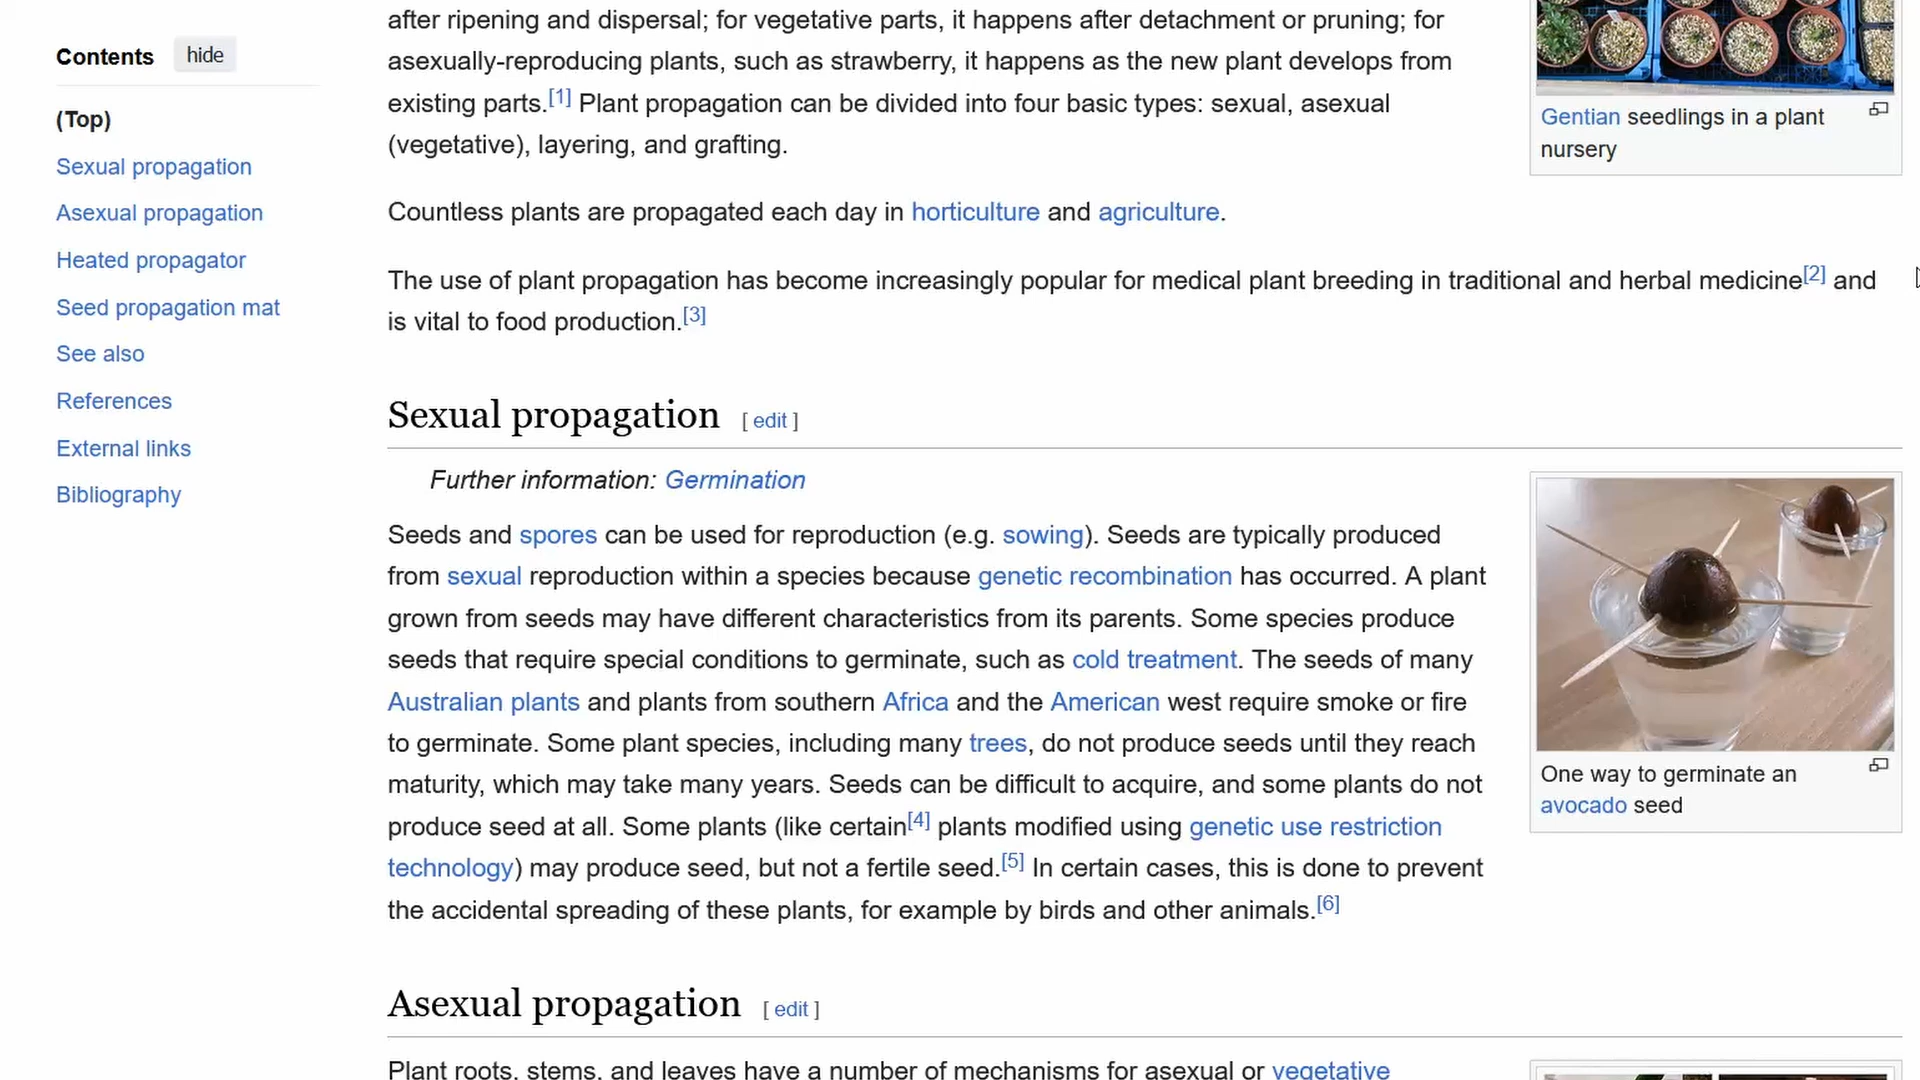 Contents hide
(Top)
Sexual propagation
Asexual propagation
Heated propagator
Seed propagation mat
See also
References
External links
Bibliography
after ripening and dispersal; for vegetative parts, it happens after detachment or pruning; for
asexually-reproducing plants, such as strawberry, it happens as the new plant develops from
existing parts.[1] Plant propagation can be divided into four basic types: sexual, asexual
(vegetative), layering, and grafting.
Gentian seedlings in a plant
nursery
Countless plants are propagated each day in horticulture and agriculture.
The use of plant propagation has become increasingly popular for medical plant breeding in traditional and herbal medicine[2] and
is vital to food production.[3]
Sexual propagation [ edit ]
Further information: Germination
Seeds and spores can be used for reproduction (e.g. sowing). Seeds are typically produced
from sexual reproduction within a species because genetic recombination has occurred. A plant
grown from seeds may have different characteristics from its parents. Some species produce
seeds that require special conditions to germinate, such as cold treatment. The seeds of many
Australian plants and plants from southern Africa and the American west require smoke or fire
to germinate. Some plant species, including many trees, do not produce seeds until they reach
maturity, which may take many years. Seeds can be difficult to acquire, and some plants do not
produce seed at all. Some plants (like certain[4] plants modified using genetic use restriction
technology) may produce seed, but not a fertile seed.[5] In certain cases, this is done to prevent
the accidental spreading of these plants, for example by birds and other animals.[6]
One way to germinate an
avocado seed
Asexual propagation [ edit ]
Plant roots, stems, and leaves have a number of mechanisms for asexual or vegetative